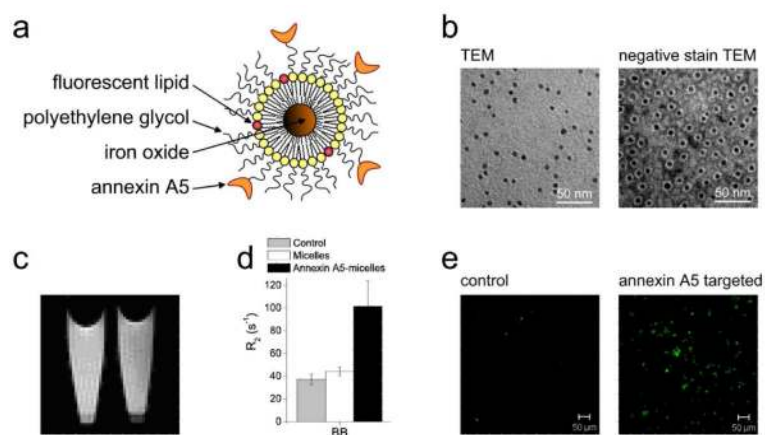 a
fluorescent lipid
polyethylene glycol
iron oxide
annexin A5
b
TEM
negative stain TEM
50 nm
50 nm
c
d
Control
Micelles
Annexin A5-micelles
R₂ (s⁻¹)
120
100
80
60
40
20
0
BB
e
control
annexin A5 targeted
50 µm
50 µm